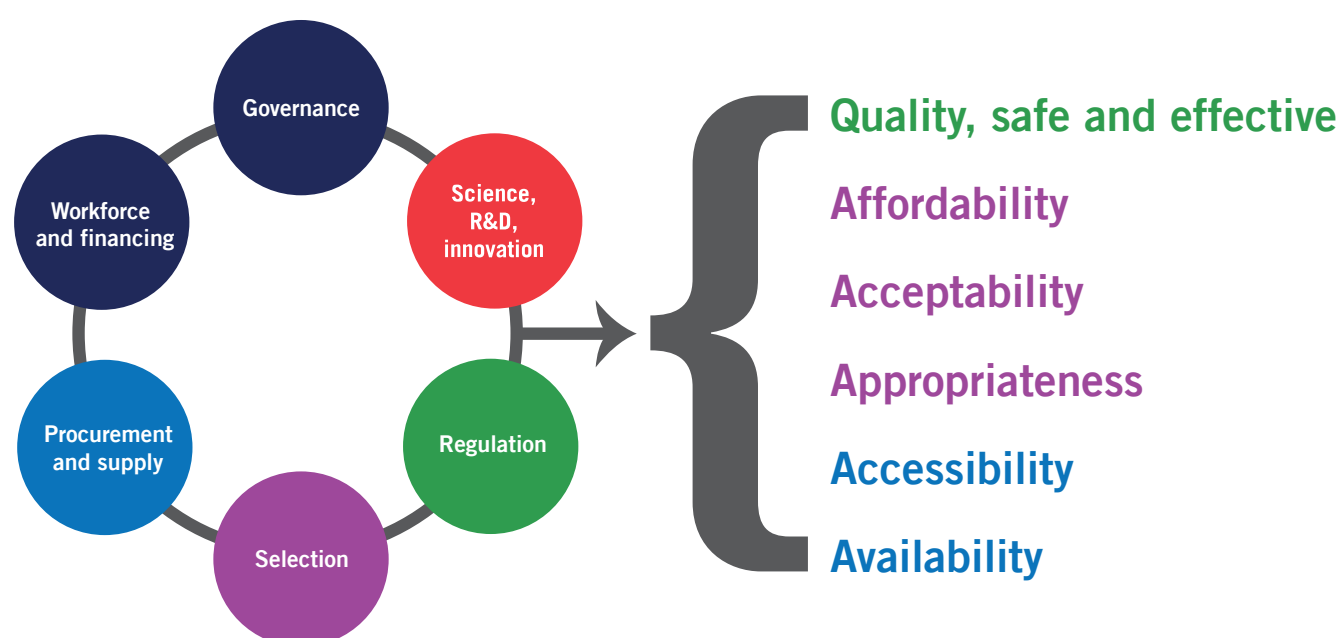 Governance
Science,
R&D,
innovation
Regulation
Selection
Procurement
and supply
Workforce
and financing
Quality, safe and effective
Affordability
Acceptability
Appropriateness
Accessibility
Availability